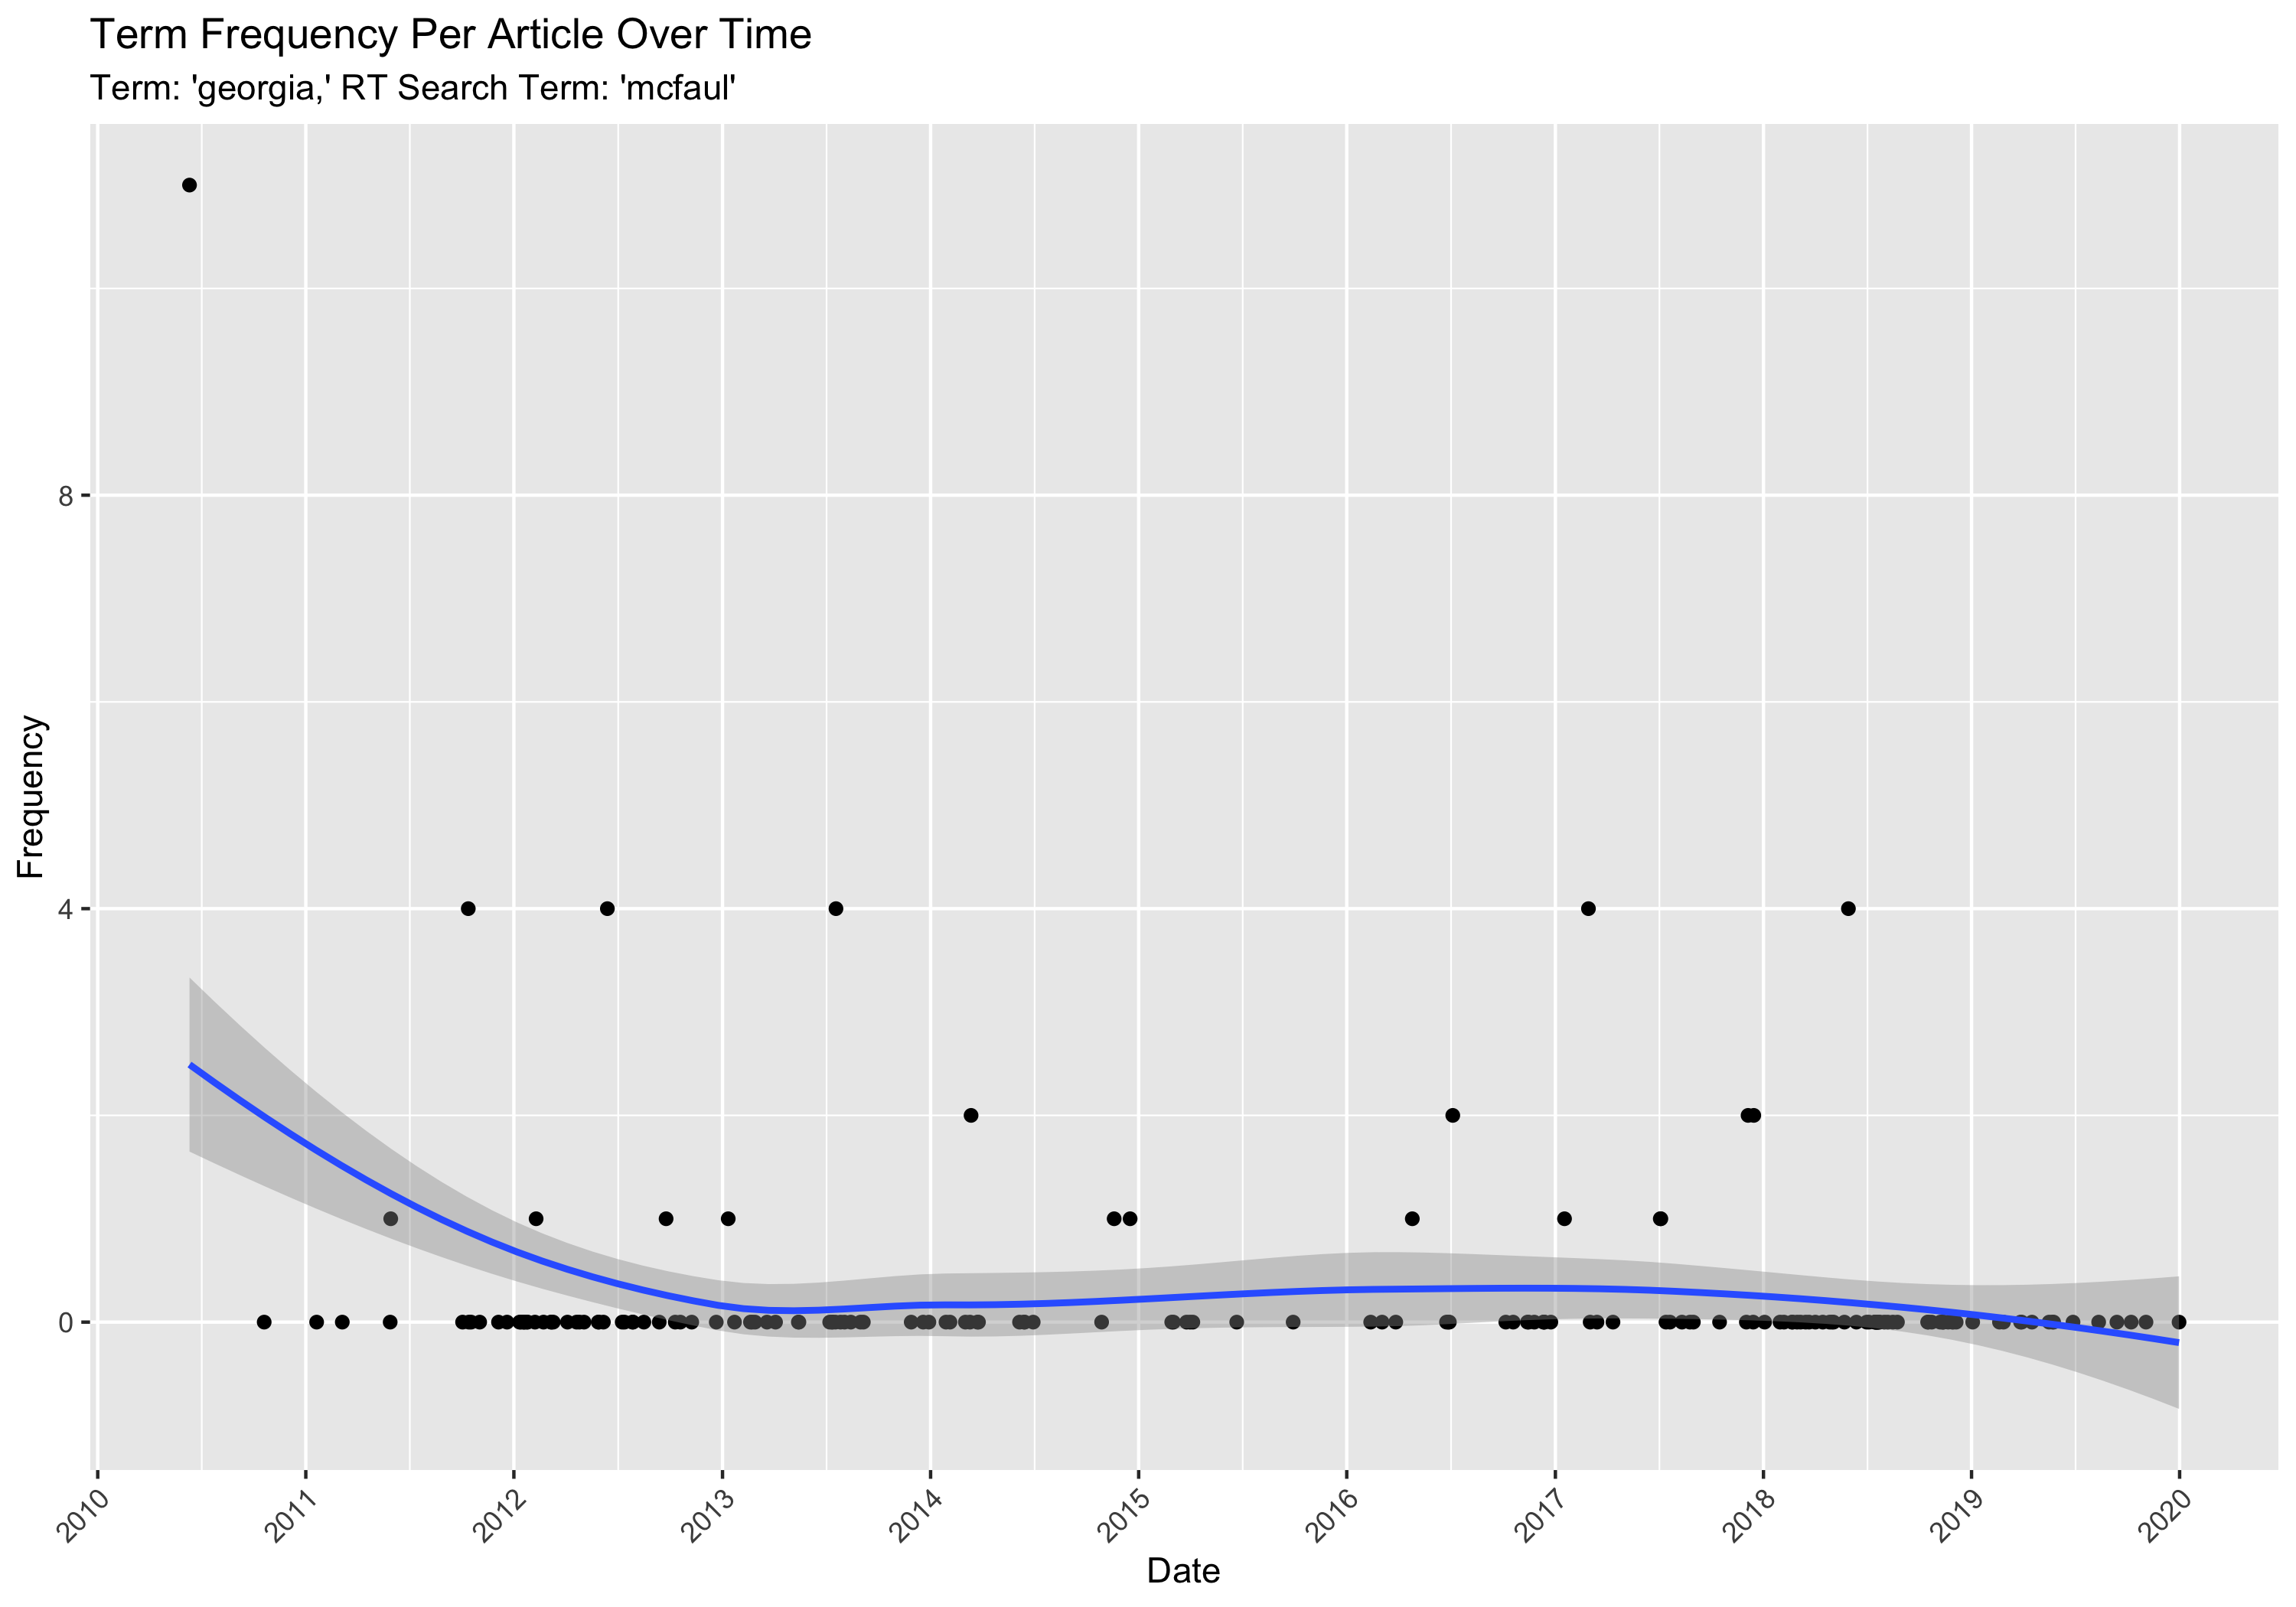 Term Frequency Per Article Over Time
Term: 'georgia,' RT Search Term: 'mcfaul'
Frequency
8
4
0
2010 2011 2012 2013 2014 2015 2016 2017 2018 2019 2020
Date